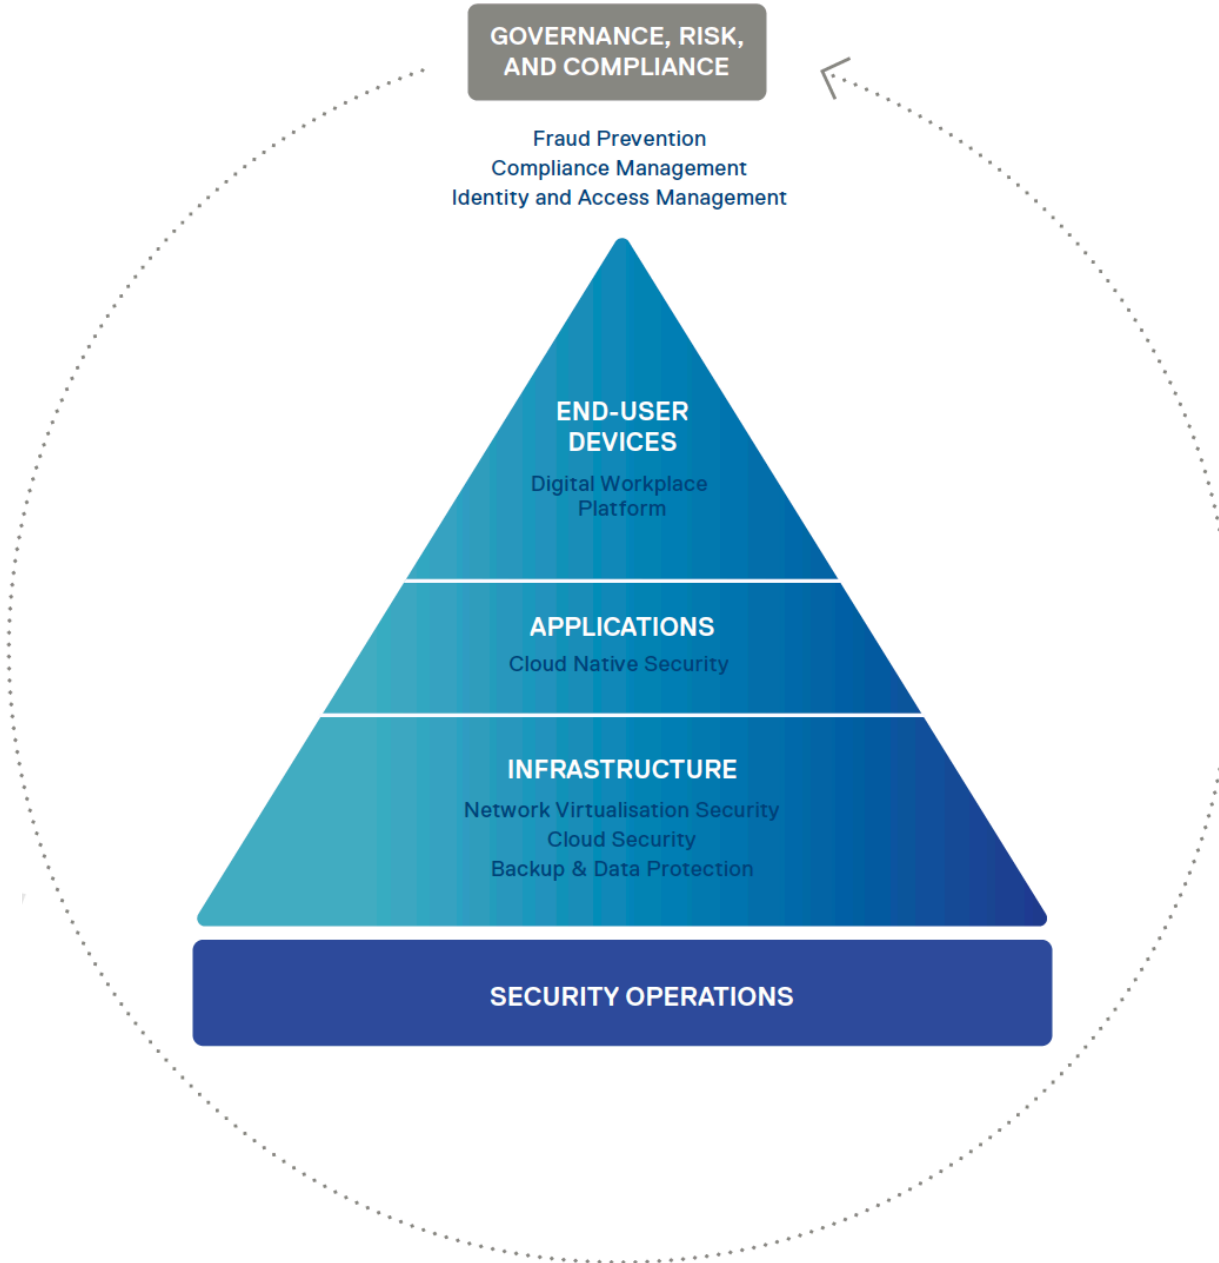 GOVERNANCE, RISK,
AND COMPLIANCE
Fraud Prevention
Compliance Management
Identity and Access Management
END-USER
DEVICES
Digital Workplace
Platform
APPLICATIONS
Cloud Native Security
INFRASTRUCTURE
Network Virtualisation Security
Cloud Security
Backup & Data Protection
SECURITY OPERATIONS